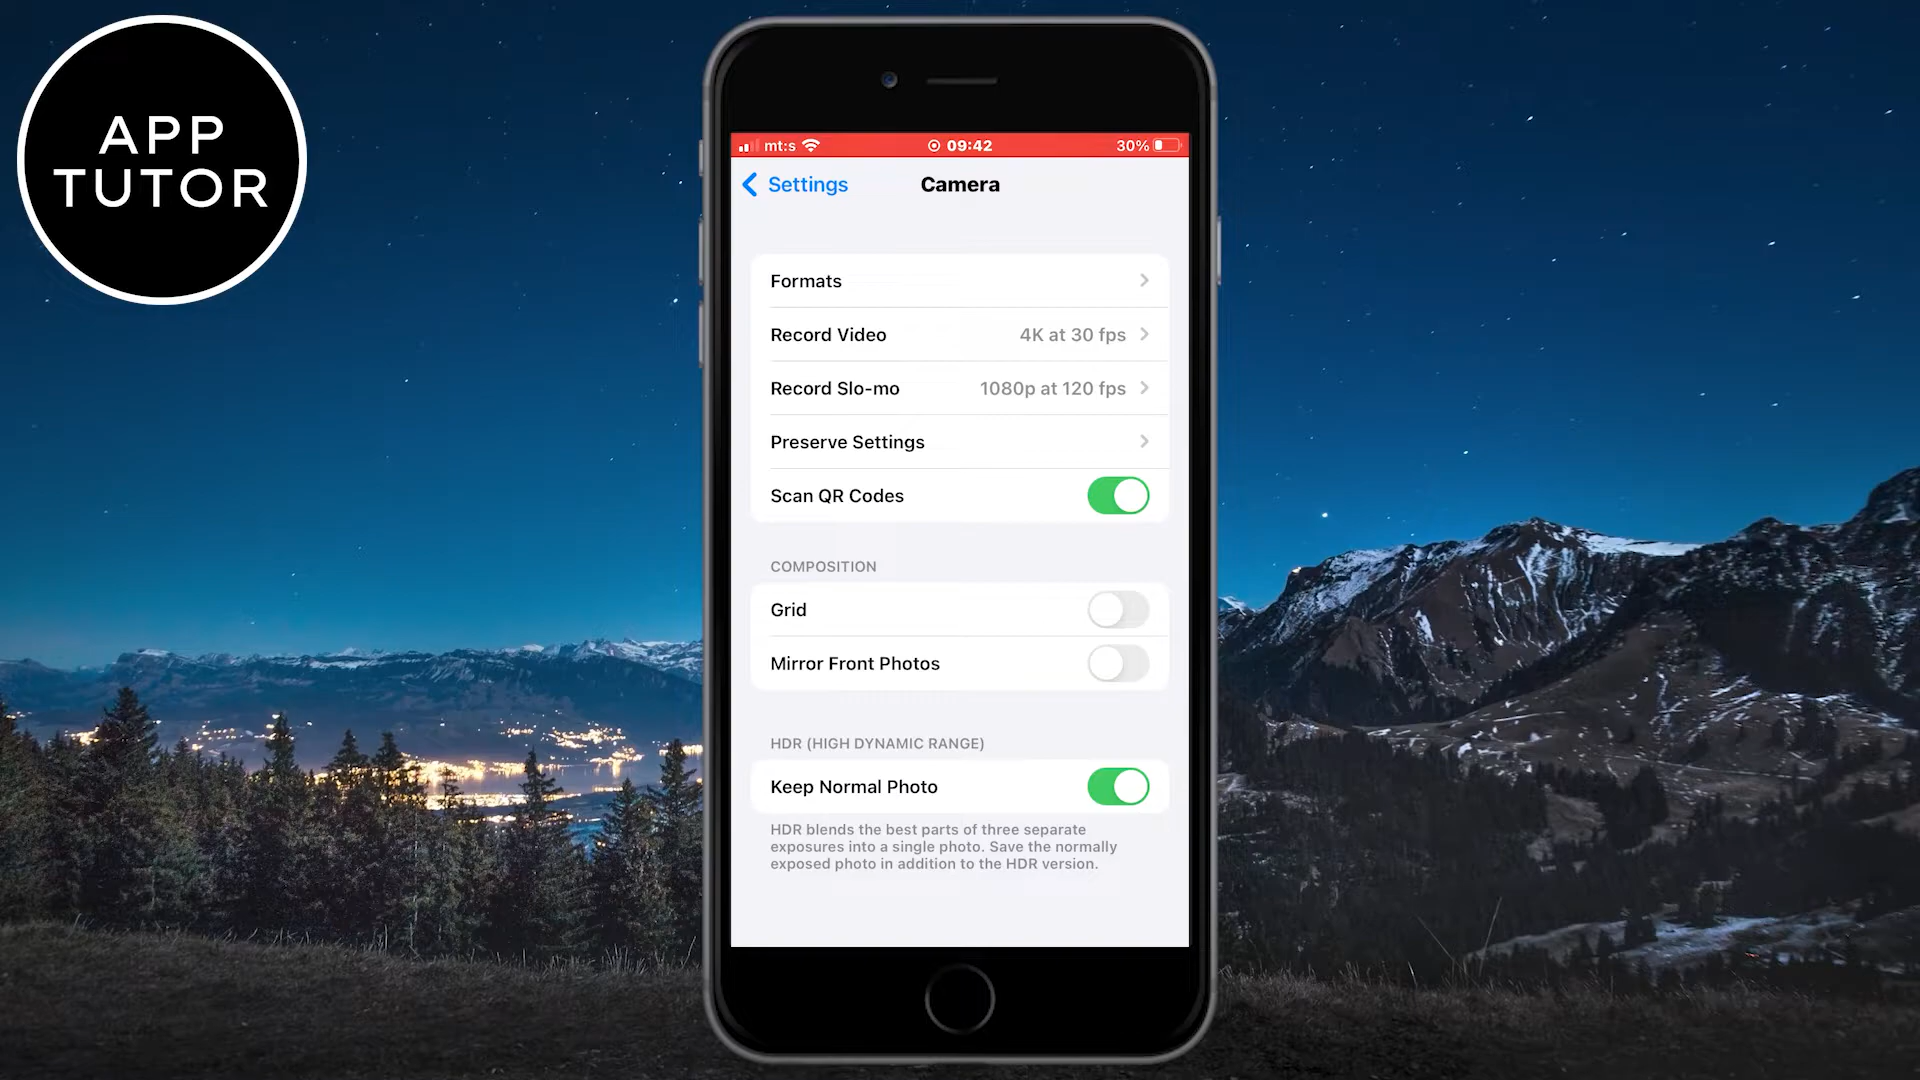 APP
TUTOR
mt:s 09:42 30%
Settings Camera
Formats
Record Video 4K at 30 fps
Record Slo-mo 1080p at 120 fps
Preserve Settings
Scan QR Codes
COMPOSITION
Grid
Mirror Front Photos
HDR (HIGH DYNAMIC RANGE)
Keep Normal Photo
HDR blends the best parts of three separate
exposures into a single photo. Save the normally
exposed photo in addition to the HDR version.